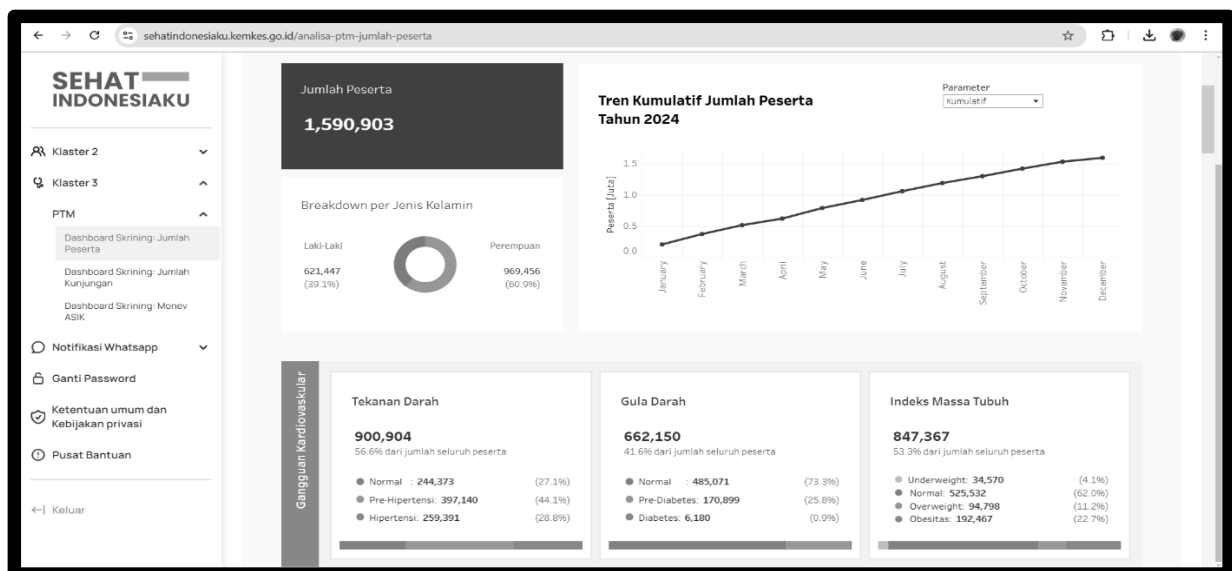 sehatindonesiaku.kemkes.go.id/analisa-ptm-jumlah-peserta
SEHAT
INDONESIAKU
Klaster 2
Klaster 3
PTM
Dashboard Skrining: Jumlah
Peserta
Dashboard Skrining: Jumlah
Kunjungan
Dashboard Skrining: Monev
ASIK
Notifikasi Whatsapp
Ganti Password
Ketentuan umum dan
Kebijakan privasi
Pusat Bantuan
Keluar
Jumlah Peserta
1,590,903
Breakdown per Jenis Kelamin
Laki-Laki
621,447
(39.1%)
Perempuan
969,456
(60.9%)
Tren Kumulatif Jumlah Peserta
Tahun 2024
Parameter
Kumulatif
Peserta [Juta]
1.5
1.0
0.5
0.0
January
February
March
April
May
June
July
August
September
October
November
December
Gangguan Kardiovaskular
Tekanan Darah
900,904
56.6% dari jumlah seluruh peserta
Normal : 244,373 (27.1%)
Pre-Hipertensi: 397,140 (44.1%)
Hipertensi: 259,391 (28.8%)
Gula Darah
662,150
41.6% dari jumlah seluruh peserta
Normal : 485,071 (73.3%)
Pre-Diabetes: 170,899 (25.8%)
Diabetes: 6,180 (0.9%)
Indeks Massa Tubuh
847,367
53.3% dari jumlah seluruh peserta
Underweight: 34,570 (4.1%)
Normal: 525,532 (62.0%)
Overweight: 94,798 (11.2%)
Obesitas: 192,467 (22.7%)